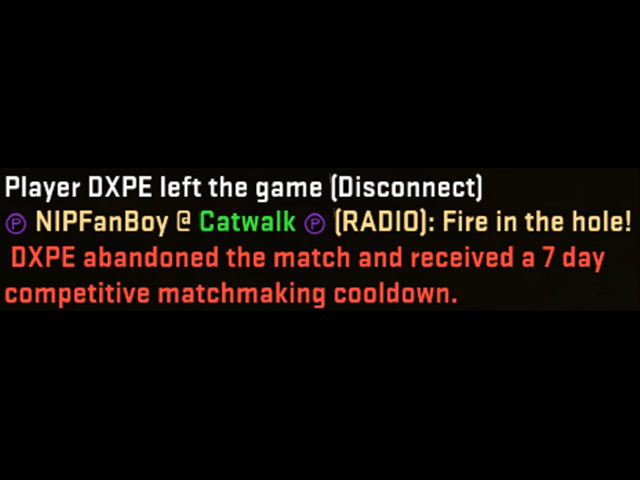 Player DXPE left the game (Disconnect)
Ⓟ NIPFanBoy @ Catwalk Ⓟ (RADIO): Fire in the hole!
DXPE abandoned the match and received a 7 day
competitive matchmaking cooldown.